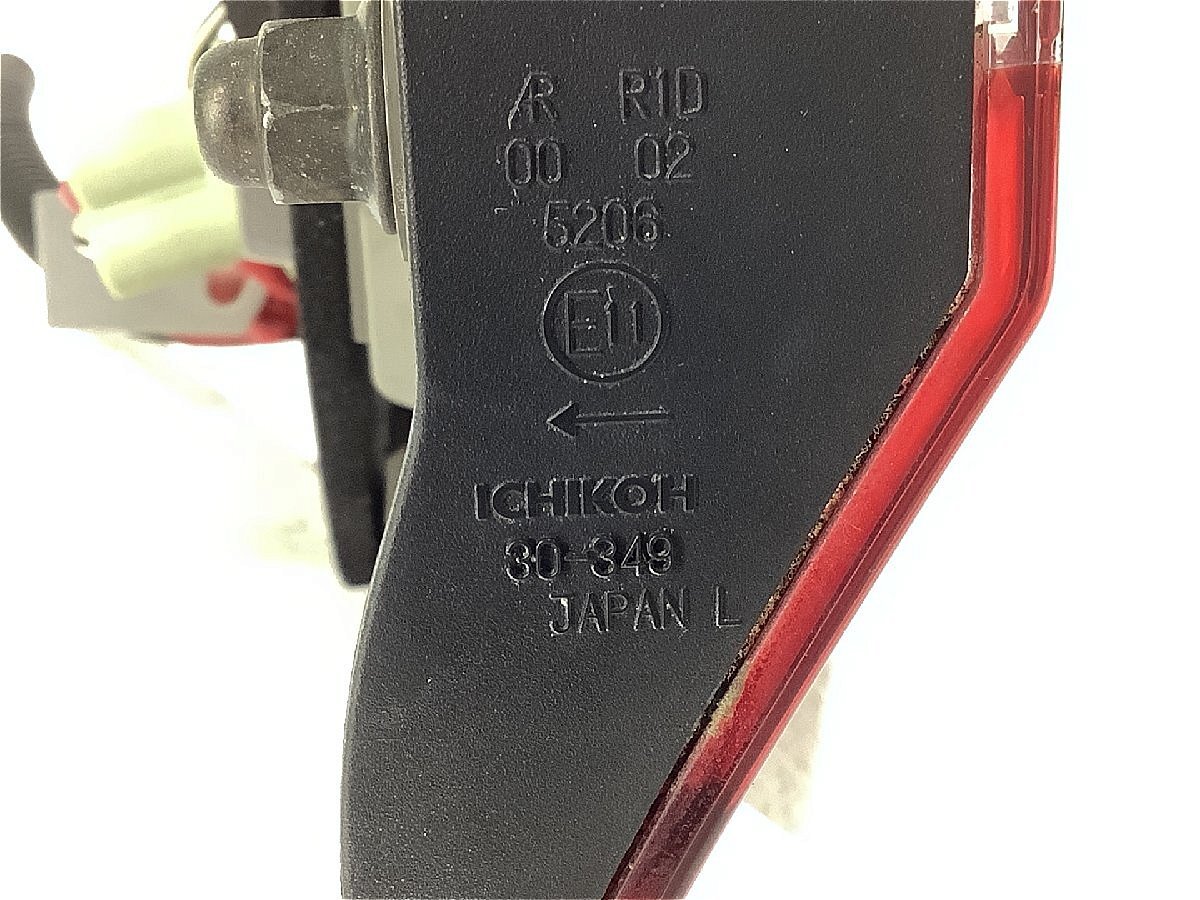 AR R1D
00 02
5206
E11
←
ICHIKOH
30-349
JAPAN L